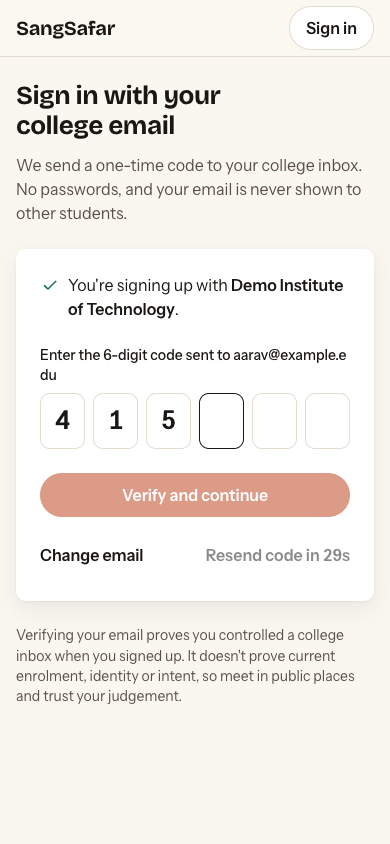 SangSafar
Sign in
Sign in with your
college email
We send a one-time code to your college inbox.
No passwords, and your email is never shown to
other students.
You're signing up with Demo Institute
of Technology.
Enter the 6-digit code sent to aarav@example.e
du
4 1 5
Verify and continue
Change email
Resend code in 29s
Verifying your email proves you controlled a college
inbox when you signed up. It doesn't prove current
enrolment, identity or intent, so meet in public places
and trust your judgement.